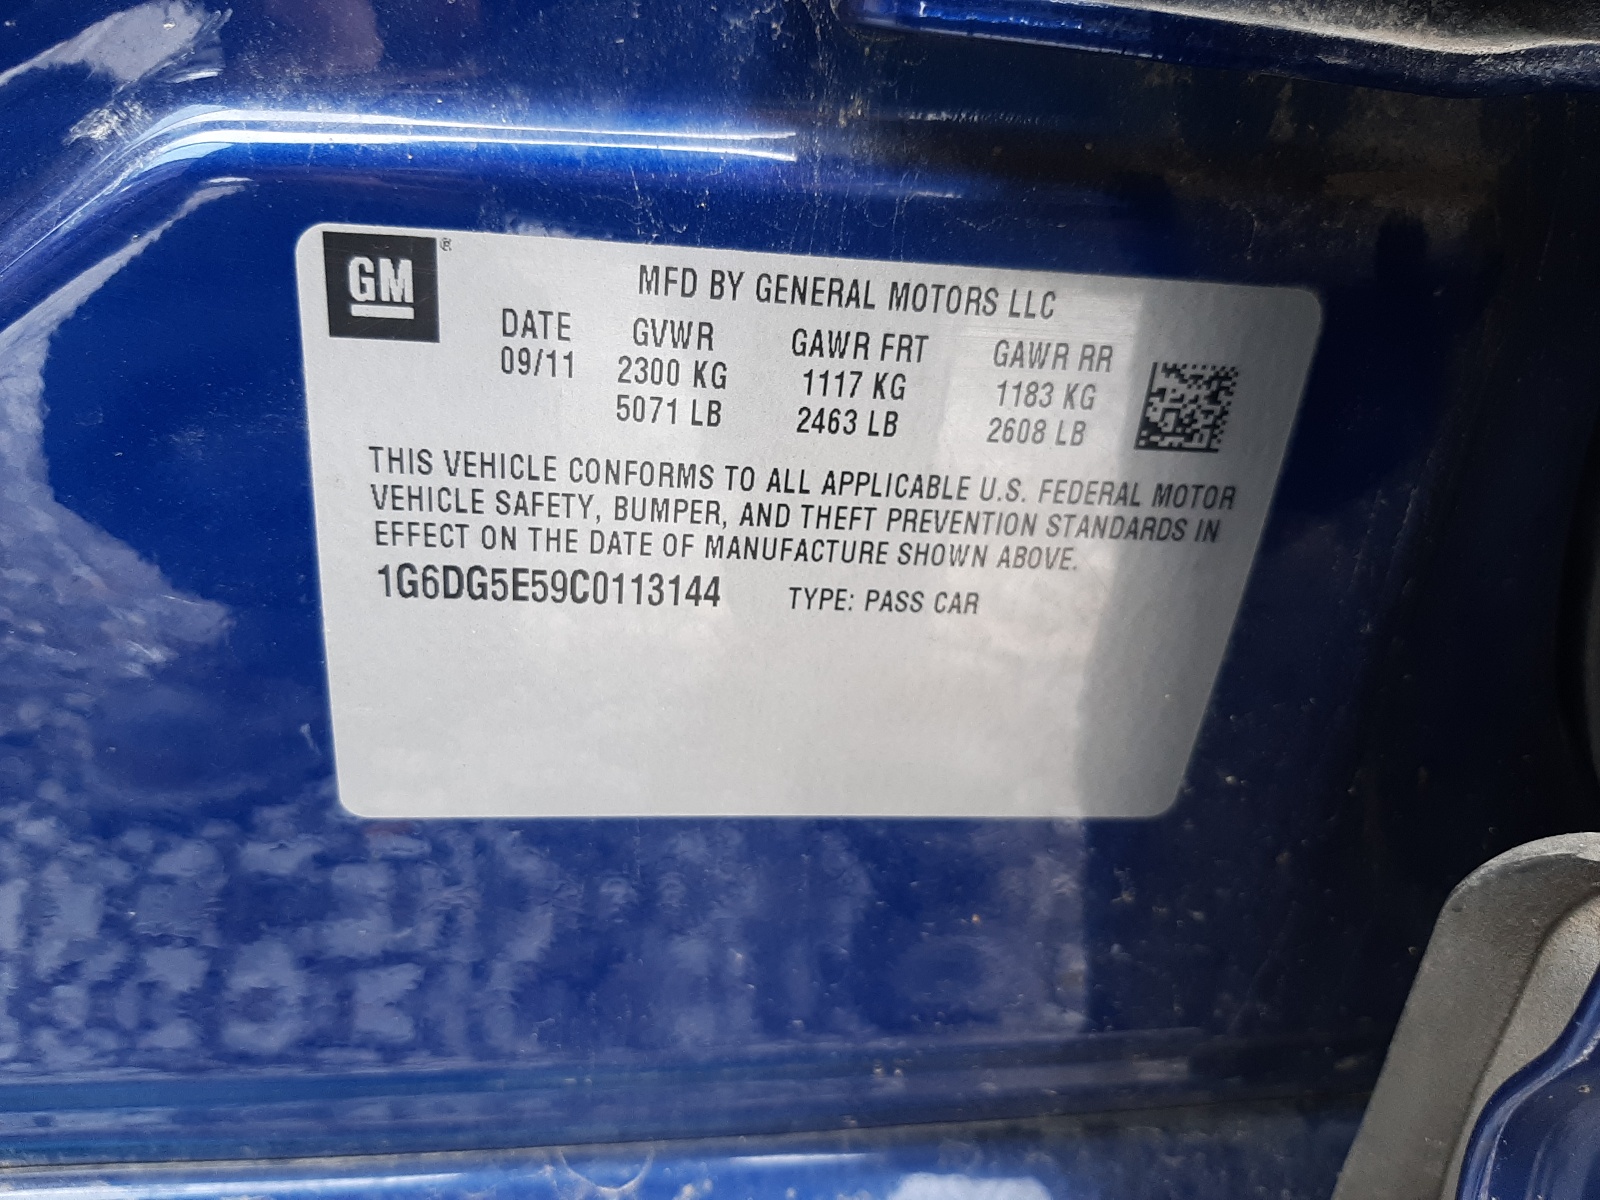 GM ®
MFD BY GENERAL MOTORS LLC
DATE GVWR GAWR FRT GAWR RR
09/11 2300 KG 1117 KG 1183 KG
5071 LB 2463 LB 2608 LB
THIS VEHICLE CONFORMS TO ALL APPLICABLE U.S. FEDERAL MOTOR
VEHICLE SAFETY, BUMPER, AND THEFT PREVENTION STANDARDS IN
EFFECT ON THE DATE OF MANUFACTURE SHOWN ABOVE.
1G6DG5E59C0113144 TYPE: PASS CAR